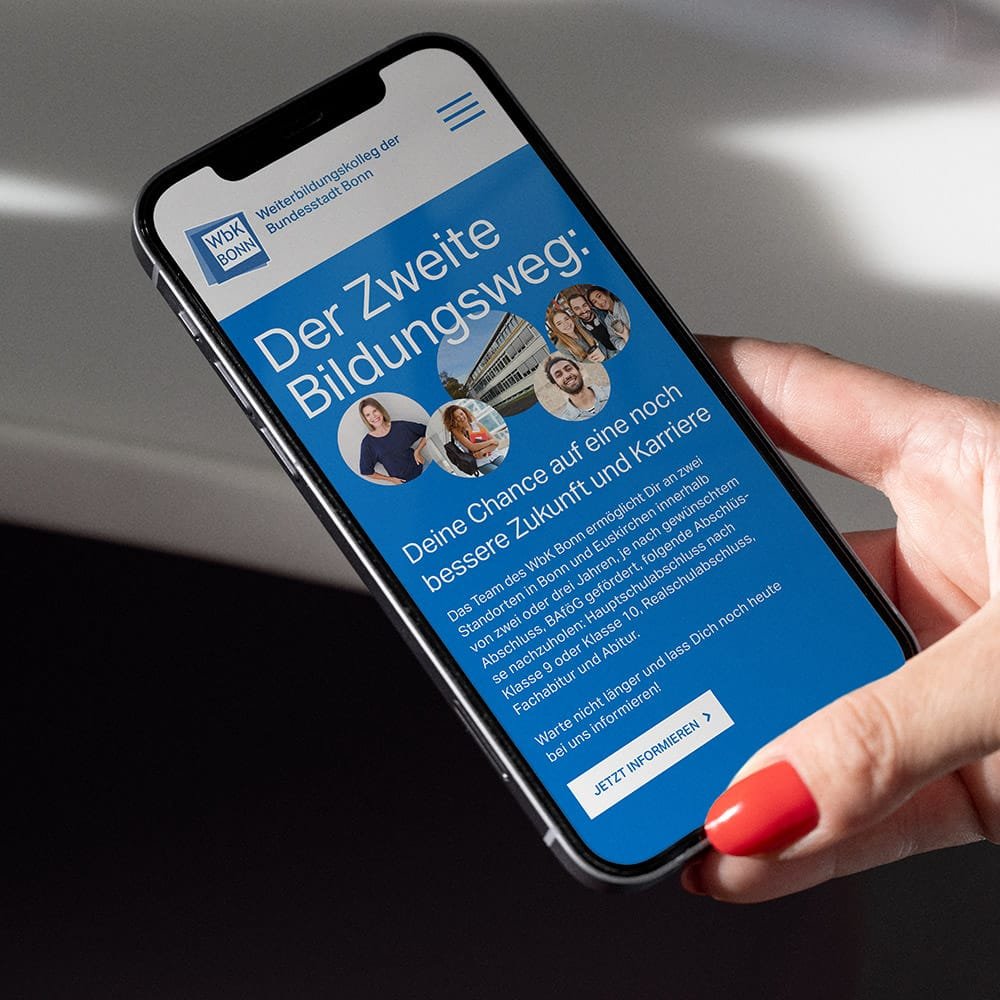 WbK
BONN
Weiterbildungskolleg der
Bundesstadt Bonn
Der Zweite
Bildungsweg:
Deine Chance auf eine noch
bessere Zukunft und Karriere
Das Team des WbK Bonn ermöglicht Dir an zwei
Standorten in Bonn und Euskirchen innerhalb
von zwei oder drei Jahren, je nach gewünschtem
Abschluss, BAföG gefördert, folgende Abschlüs-
se nachzuholen: Hauptschulabschluss nach
Klasse 9 oder Klasse 10, Realschulabschluss,
Fachabitur und Abitur.
Warte nicht länger und lass Dich noch heute
bei uns informieren!
JETZT INFORMIEREN ›